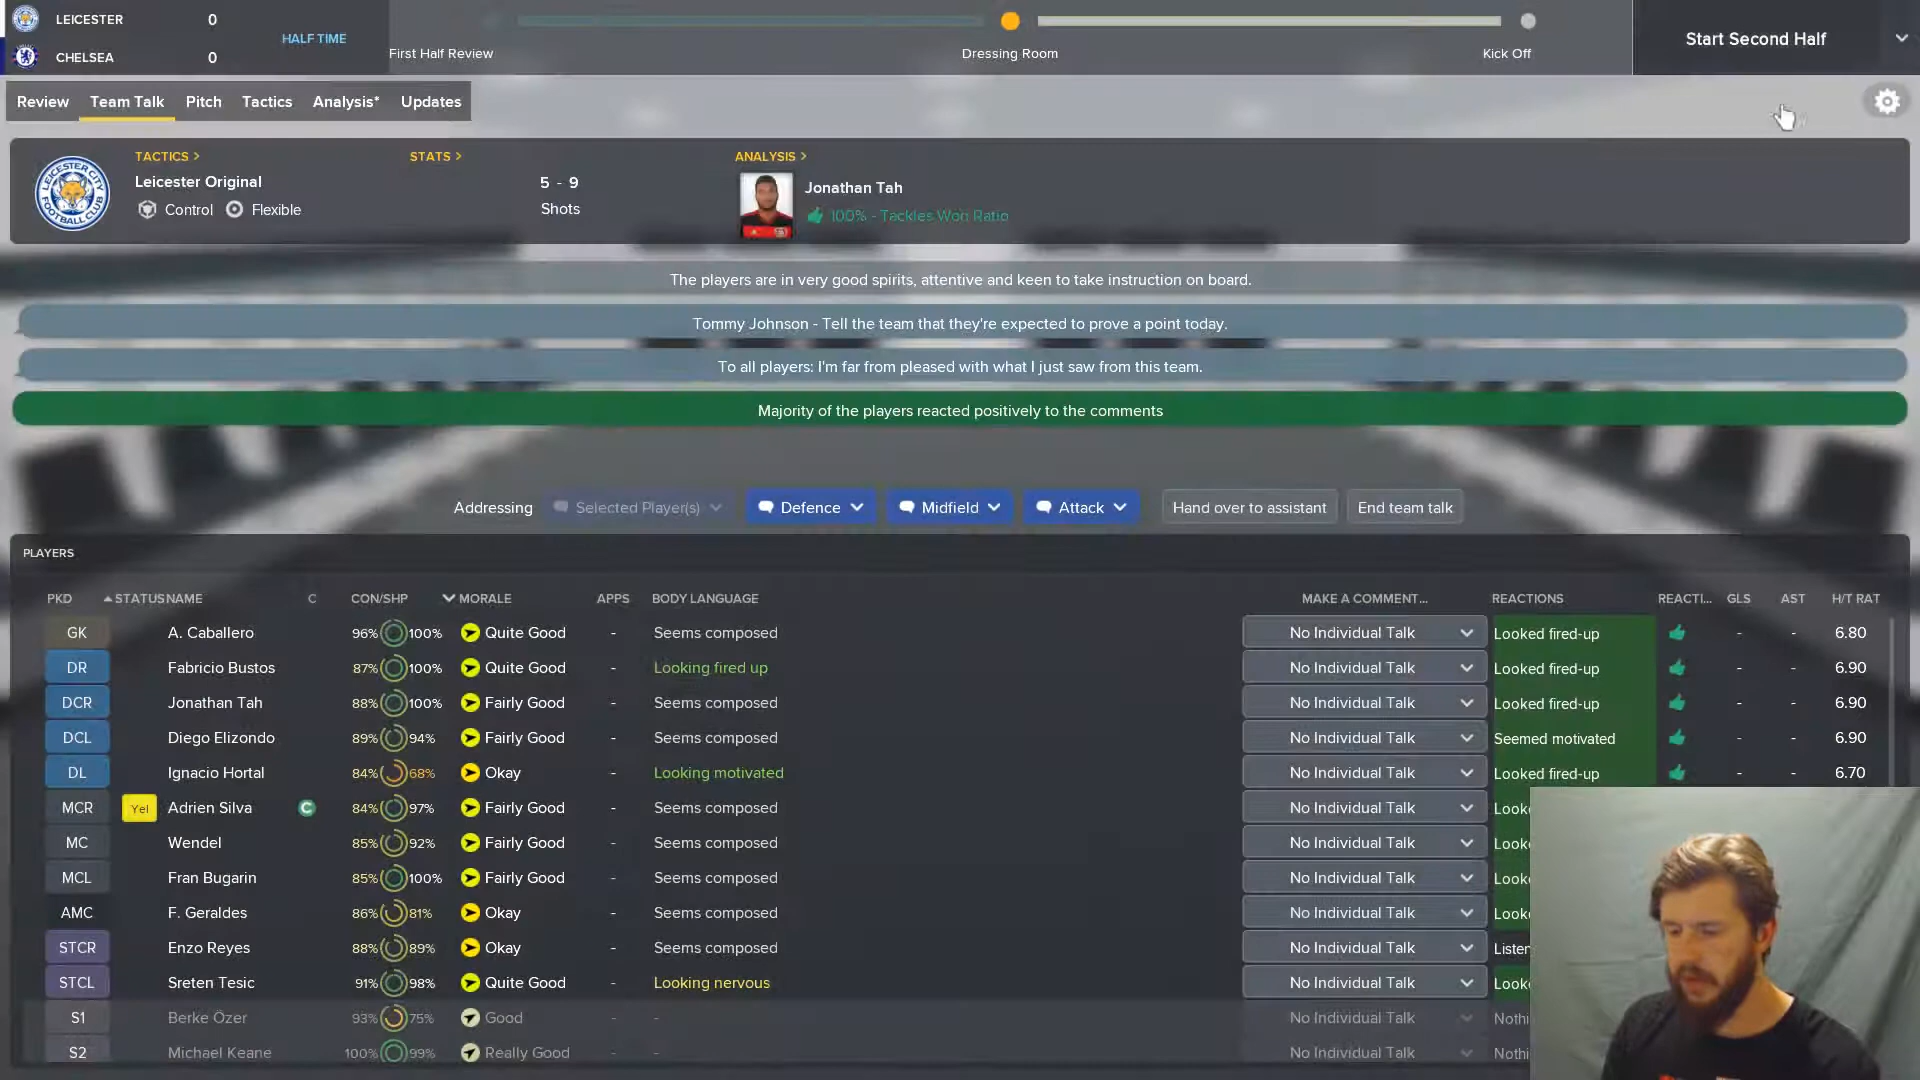 LEICESTER 0
CHELSEA 0
HALF TIME
First Half Review
Dressing Room
Kick Off
Start Second Half
Review Team Talk Pitch Tactics Analysis* Updates
TACTICS >
Leicester Original
Control Flexible
STATS >
5 - 9
Shots
ANALYSIS >
Jonathan Tah
100% - Tackles Won Ratio
The players are in very good spirits, attentive and keen to take instruction on board.
Tommy Johnson - Tell the team that they're expected to prove a point today.
To all players: I'm far from pleased with what I just saw from this team.
Majority of the players reacted positively to the comments
Addressing Selected Player(s) Defence Midfield Attack Hand over to assistant End team talk
PLAYERS
PKD STATUS NAME C CON/SHP MORALE APPS BODY LANGUAGE MAKE A COMMENT... REACTIONS REACTI... GLS AST H/T RAT
GK A. Caballero 96% 100% Quite Good - Seems composed No Individual Talk Looked fired-up - - 6.80
DR Fabricio Bustos 87% 100% Quite Good - Looking fired up No Individual Talk Looked fired-up - - 6.90
DCR Jonathan Tah 88% 100% Fairly Good - Seems composed No Individual Talk Looked fired-up - - 6.90
DCL Diego Elizondo 89% 94% Fairly Good - Seems composed No Individual Talk Seemed motivated - - 6.90
DL Ignacio Hortal 84% 68% Okay - Looking motivated No Individual Talk Looked fired-up - - 6.70
MCR Yel Adrien Silva C 84% 97% Fairly Good - Seems composed No Individual Talk Looke
MC Wendel 85% 92% Fairly Good - Seems composed No Individual Talk Looke
MCL Fran Bugarin 85% 100% Fairly Good - Seems composed No Individual Talk Looke
AMC F. Geraldes 86% 81% Okay - Seems composed No Individual Talk Looke
STCR Enzo Reyes 88% 89% Okay - Seems composed No Individual Talk Listen
STCL Sreten Tesic 91% 98% Quite Good - Looking nervous No Individual Talk Looke
S1 Berke Özer 93% 75% Good - - No Individual Talk Nothi
S2 Michael Keane 100% 99% Really Good - - No Individual Talk Nothi